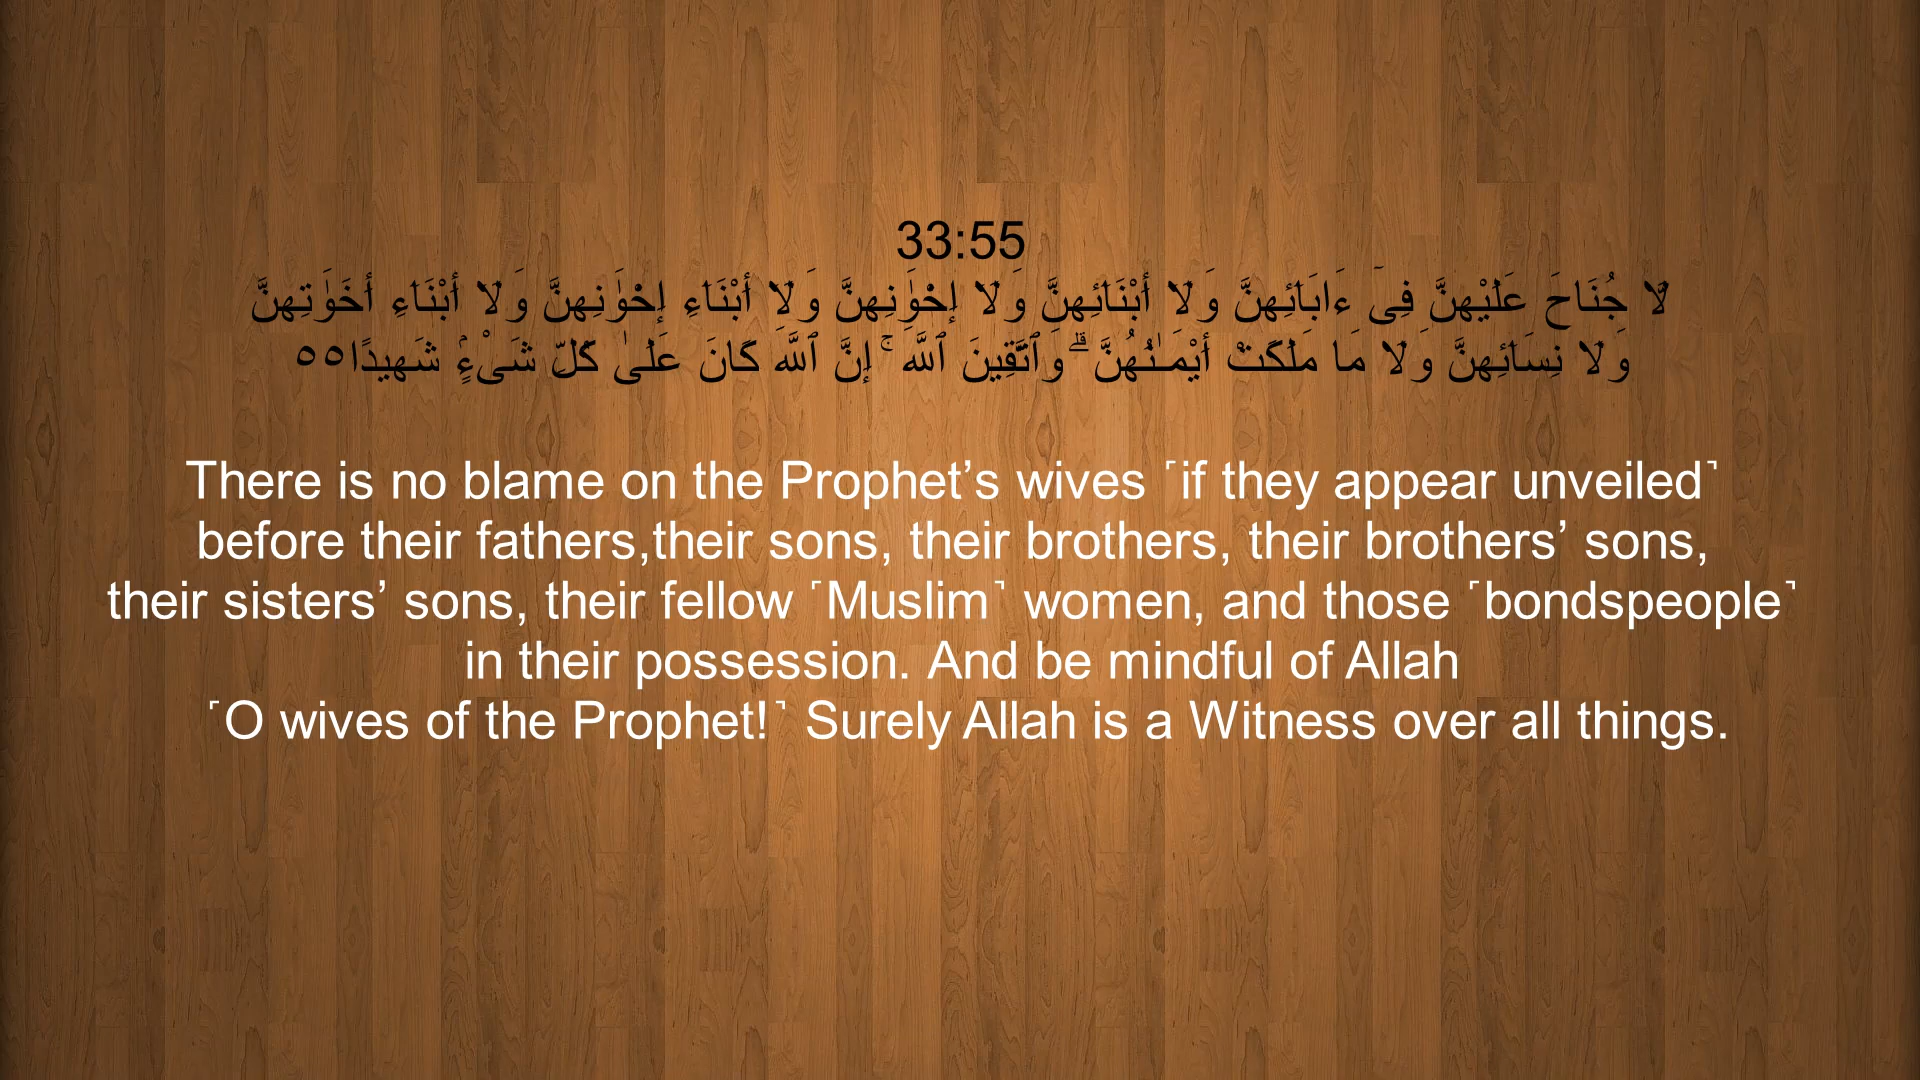 33:55
لَّا جُنَاحَ عَلَيْهِنَّ فِىٓ ءَابَآئِهِنَّ وَلَآ أَبْنَآئِهِنَّ وَلَآ إِخْوَٰنِهِنَّ وَلَآ أَبْنَآءِ إِخْوَٰنِهِنَّ وَلَآ أَبْنَآءِ أَخَوَٰتِهِنَّ
وَلَا نِسَآئِهِنَّ وَلَا مَا مَلَكَتْ أَيْمَـٰنُهُنَّ ۗ وَٱتَّقِينَ ٱللَّهَ ۚ إِنَّ ٱللَّهَ كَانَ عَلَىٰ كُلِّ شَىْءٍۢ شَهِيدًا٥٥
There is no blame on the Prophet’s wives ˹if they appear unveiled˺
before their fathers,their sons, their brothers, their brothers’ sons,
their sisters’ sons, their fellow ˹Muslim˺ women, and those ˹bondspeople˺
in their possession. And be mindful of Allah
˹O wives of the Prophet!˺ Surely Allah is a Witness over all things.